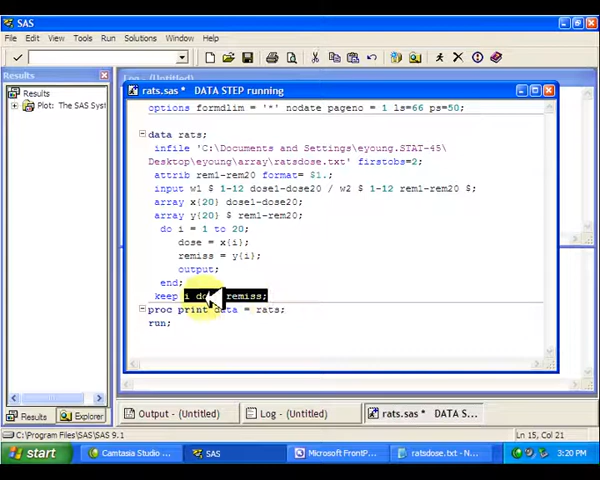 SAS
File Edit View Tools Run Solutions Window Help
Results
Log - (Untitled)
rats.sas * DATA STEP running
Results
Plot: The SAS Syst
options formdlim = '*' nodate pageno = 1 ls=66 ps=50;
data rats;
infile 'C:\Documents and Settings\eyoung.STAT-45\
Desktop\eyoung\array\ratsdose.txt' firstobs=2;
attrib rem1-rem20 format= $1.;
input w1 $ 1-12 dose1-dose20 / w2 $ 1-12 rem1-rem20 $;
array x{20} dose1-dose20;
array y{20} $ rem1-rem20;
do i = 1 to 20;
dose = x{i};
remiss = y{i};
output;
end;
keep i do remiss;
proc print data = rats;
run;
Results
Explorer
Output - (Untitled)
Log - (Untitled)
rats.sas * DATA S...
C:\Program Files\SAS\SAS 9.1
Ln 15, Col 21
start
Camtasia Studio ...
SAS
Microsoft FrontP...
ratsdose.txt - N...
3:20 PM